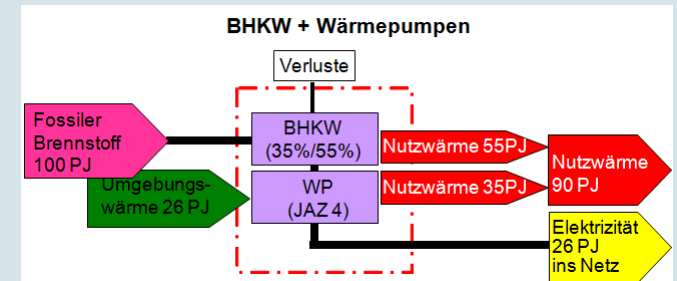 BHKW + Wärmepumpen
Verluste
Fossiler
Brennstoff
100 PJ
BHKW
(35%/55%)
Nutzwärme 55PJ
Nutzwärme
90 PJ
Umgebungs-
wärme 26 PJ
WP
(JAZ 4)
Nutzwärme 35PJ
Elektrizität
26 PJ
ins Netz